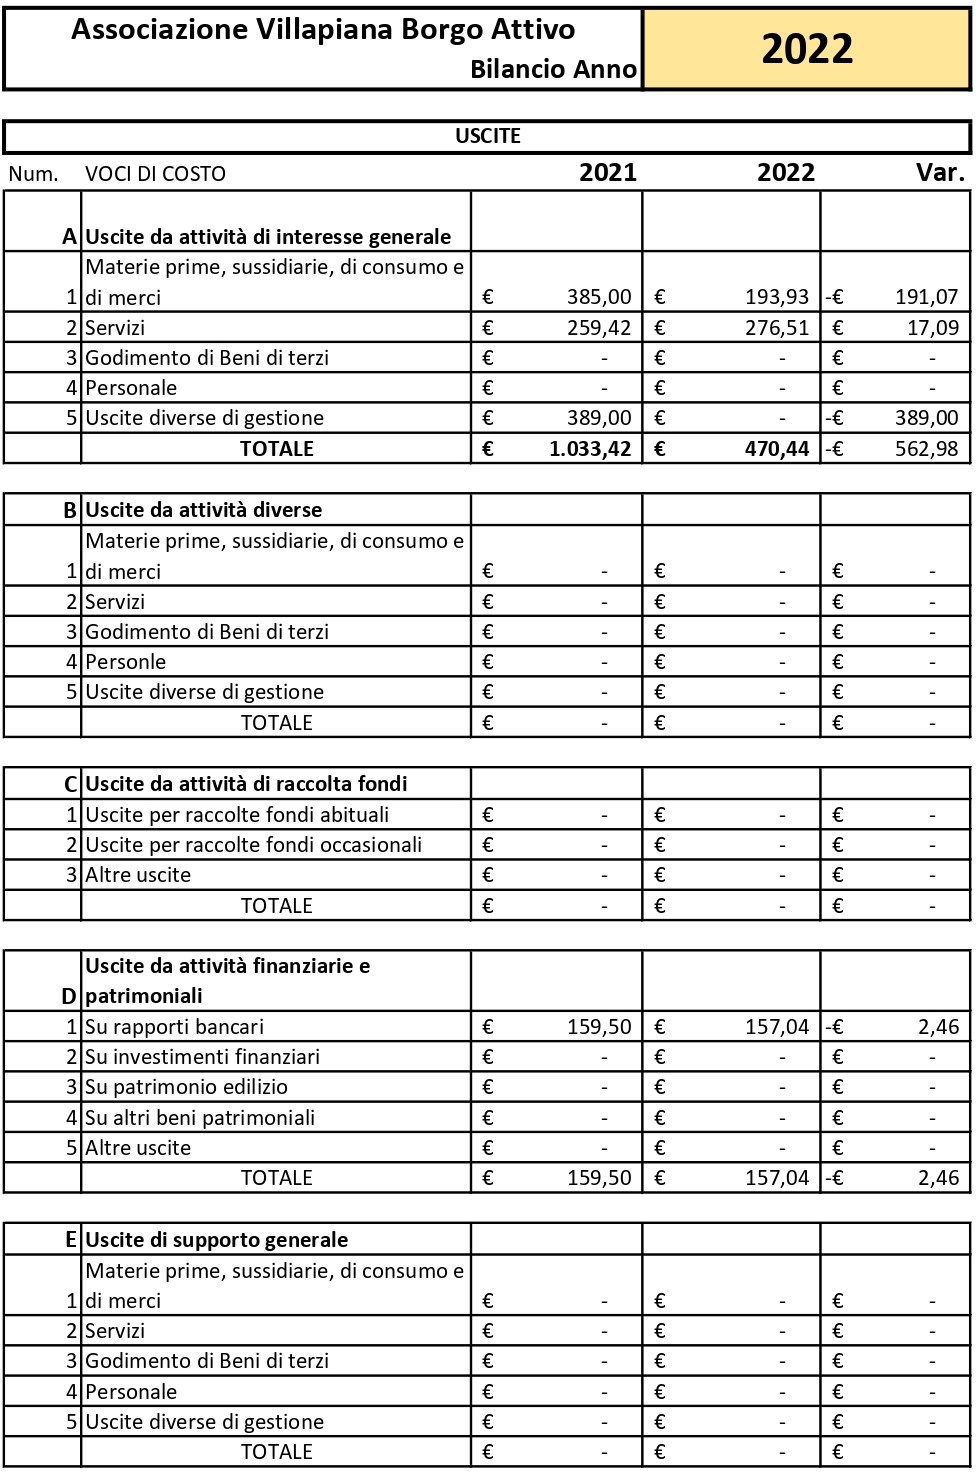 Associazione Villapiana Borgo Attivo
Bilancio Anno 2022
USCITE
Num. VOCI DI COSTO 2021 2022 Var.
A Uscite da attività di interesse generale
Materie prime, sussidiarie, di consumo e
1 di merci € 385,00 € 193,93 -€ 191,07
2 Servizi € 259,42 € 276,51 € 17,09
3 Godimento di Beni di terzi € - € - € -
4 Personale € - € - € -
5 Uscite diverse di gestione € 389,00 € - -€ 389,00
TOTALE € 1.033,42 € 470,44 -€ 562,98
B Uscite da attività diverse
Materie prime, sussidiarie, di consumo e
1 di merci € - € - € -
2 Servizi € - € - € -
3 Godimento di Beni di terzi € - € - € -
4 Personle € - € - € -
5 Uscite diverse di gestione € - € - € -
TOTALE € - € - € -
C Uscite da attività di raccolta fondi
1 Uscite per raccolte fondi abituali € - € - € -
2 Uscite per raccolte fondi occasionali € - € - € -
3 Altre uscite € - € - € -
TOTALE € - € - € -
Uscite da attività finanziarie e
D patrimoniali
1 Su rapporti bancari € 159,50 € 157,04 -€ 2,46
2 Su investimenti finanziari € - € - € -
3 Su patrimonio edilizio € - € - € -
4 Su altri beni patrimoniali € - € - € -
5 Altre uscite € - € - € -
TOTALE € 159,50 € 157,04 -€ 2,46
E Uscite di supporto generale
Materie prime, sussidiarie, di consumo e
1 di merci € - € - € -
2 Servizi € - € - € -
3 Godimento di Beni di terzi € - € - € -
4 Personale € - € - € -
5 Uscite diverse di gestione € - € - € -
TOTALE € - € - € -